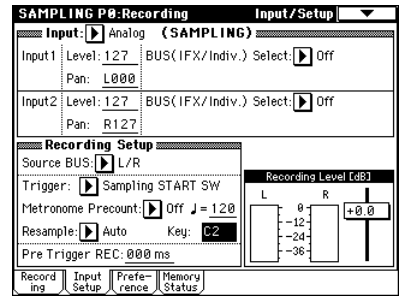 SAMPLING P0:Recording Input/Setup
Input: Analog (SAMPLING)
Input1 Level: 127 BUS(IFX/Indiv.) Select: Off
Pan: L000
Input2 Level: 127 BUS(IFX/Indiv.) Select: Off
Pan: R127
Recording Setup
Source BUS: L/R
Trigger: Sampling START SW
Metronome Precount: Off ♩= 120
Resample: Auto Key: C2
Pre Trigger REC: 000 ms
Recording Level [dB]
L R
0 +0.0
-12
-24
-36
Recording Input Setup Prefe-rence Memory Status